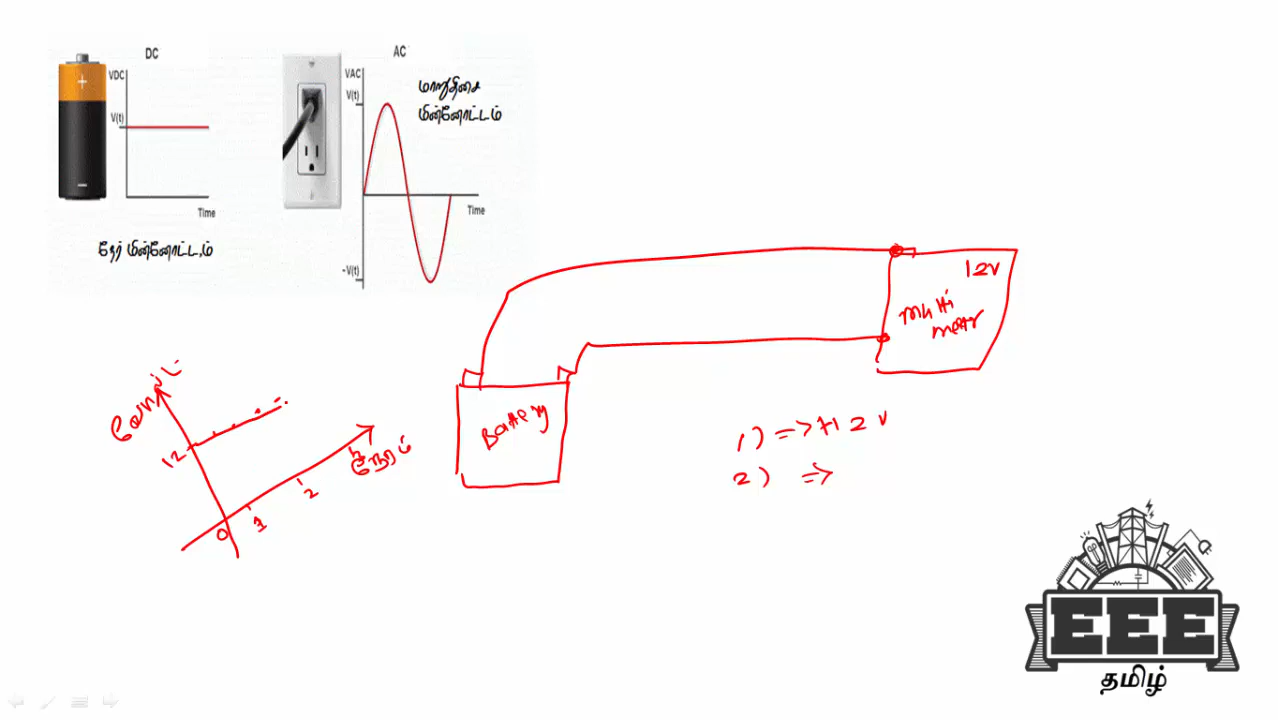 DC
VDC
V(t)
Time
நேர் மின்னோட்டம்
AC
VAC
V(t)
மாறுதிசை
மின்னோட்டம்
Time
-V(t)
12V
multi
meter
Battery
12
0
1
2
நேரம்
1) => +12 V
2) =>
EEE
தமிழ்